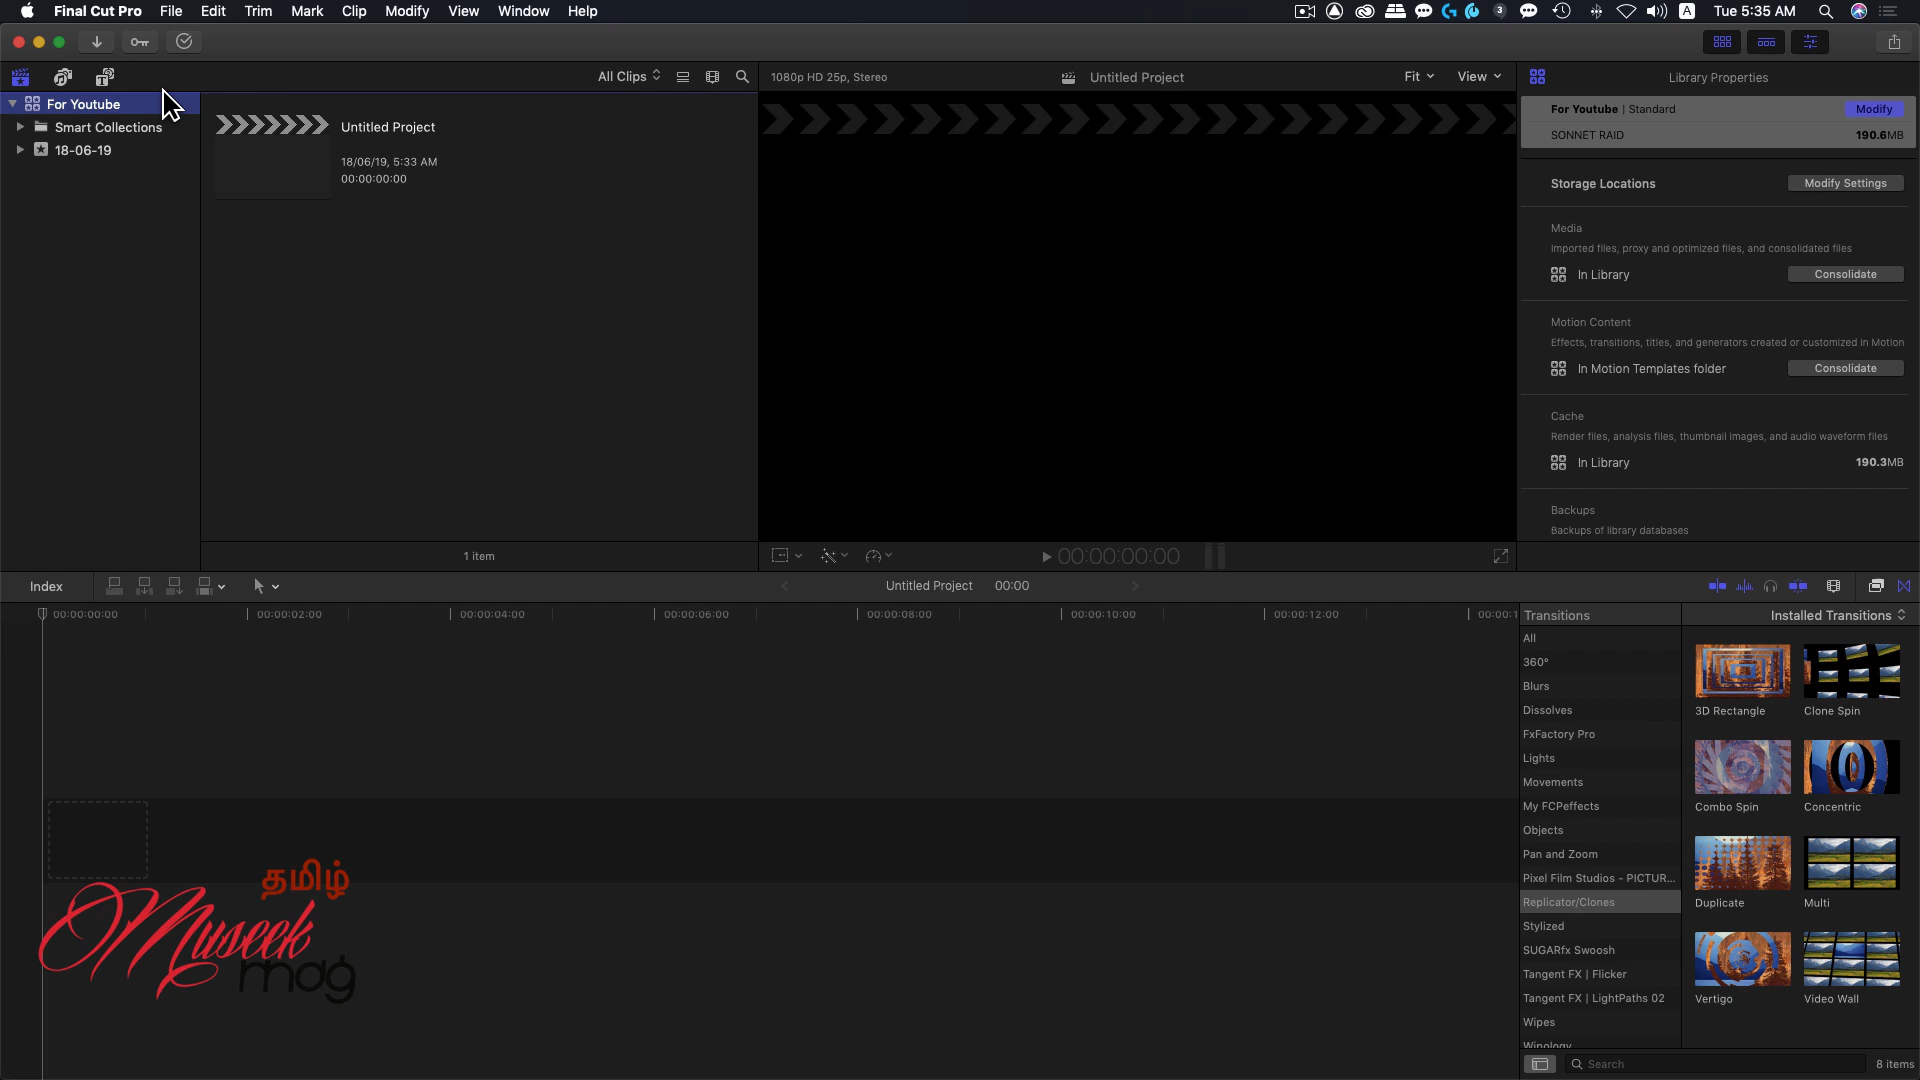 Final Cut Pro File Edit Trim Mark Clip Modify View Window Help 3 A Tue 5:35 AM
All Clips
1080p HD 25p, Stereo
Untitled Project
Fit
View
Library Properties
For Youtube
Smart Collections
18-06-19
Untitled Project
18/06/19, 5:33 AM
00:00:00:00
1 item
00:00:00:00
For Youtube | Standard
Modify
SONNET RAID
190.6MB
Storage Locations
Modify Settings
Media
Imported files, proxy and optimized files, and consolidated files
In Library
Consolidate
Motion Content
Effects, transitions, titles, and generators created or customized in Motion
In Motion Templates folder
Consolidate
Cache
Render files, analysis files, thumbnail images, and audio waveform files
In Library
190.3MB
Backups
Backups of library databases
Index
Untitled Project
00:00
00:00:00:00
00:00:02:00
00:00:04:00
00:00:06:00
00:00:08:00
00:00:10:00
00:00:12:00
00:00:1
தமிழ்
Museek
mag
Transitions
All
360°
Blurs
Dissolves
FxFactory Pro
Lights
Movements
My FCPeffects
Objects
Pan and Zoom
Pixel Film Studios - PICTUR...
Replicator/Clones
Stylized
SUGARfx Swoosh
Tangent FX | Flicker
Tangent FX | LightPaths 02
Wipes
Installed Transitions
3D Rectangle
Clone Spin
Combo Spin
Concentric
Duplicate
Multi
Vertigo
Video Wall
Search
8 items